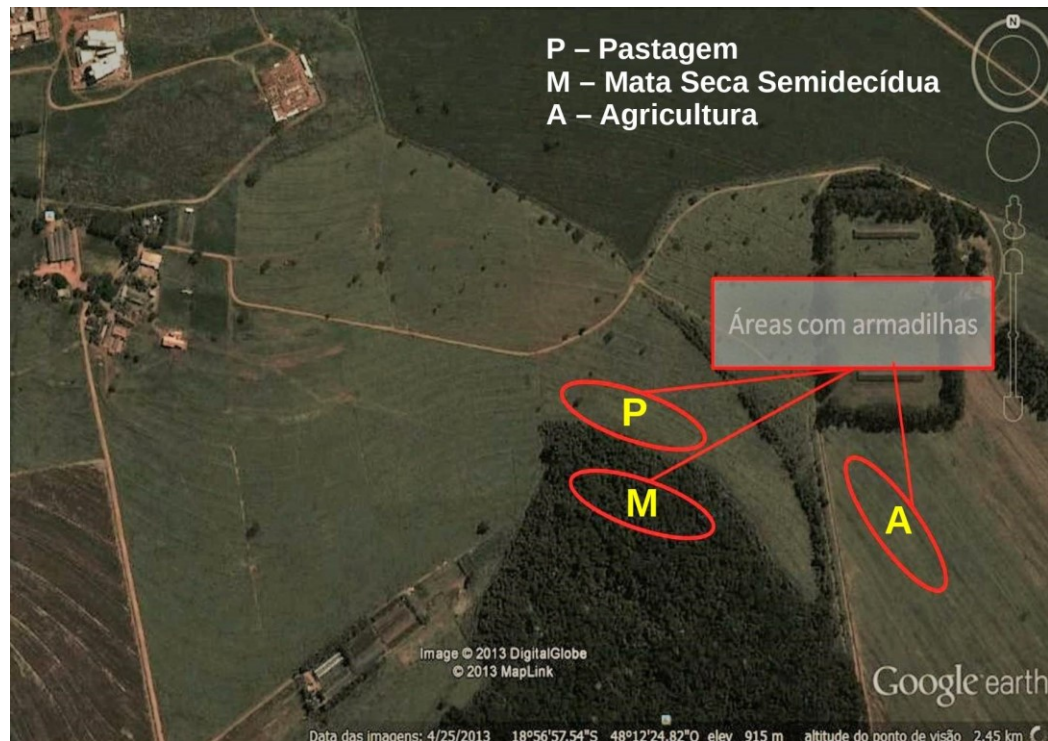 N
P – Pastagem
M – Mata Seca Semidecídua
A – Agricultura
Áreas com armadilhas
P
M
A
Image © 2013 DigitalGlobe
© 2013 MapLink
Google earth
Data das imagens: 4/25/2013 18°56'57.54"S 48°12'24.82"O elev 915 m altitude do ponto de visão 2.45 km